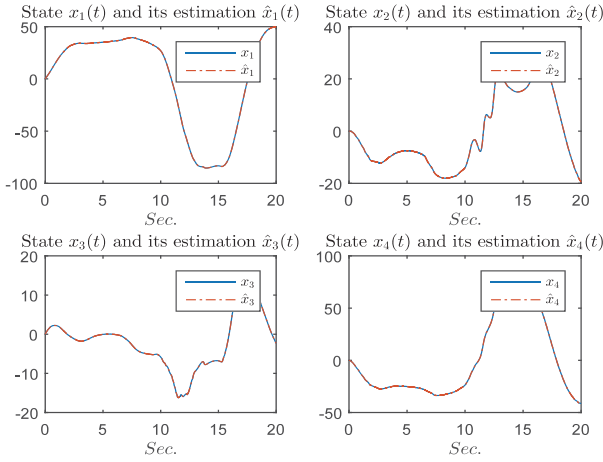 State x₁(t) and its estimation x̂₁(t)
50
0
-50
-100
0 5 10 15 20
Sec.
x₁
x̂₁
State x₂(t) and its estimation x̂₂(t)
40
20
0
-20
0 5 10 15 20
Sec.
x₂
x̂₂
State x₃(t) and its estimation x̂₃(t)
20
10
0
-10
-20
0 5 10 15 20
Sec.
x₃
x̂₃
State x₄(t) and its estimation x̂₄(t)
100
50
0
-50
0 5 10 15 20
Sec.
x₄
x̂₄